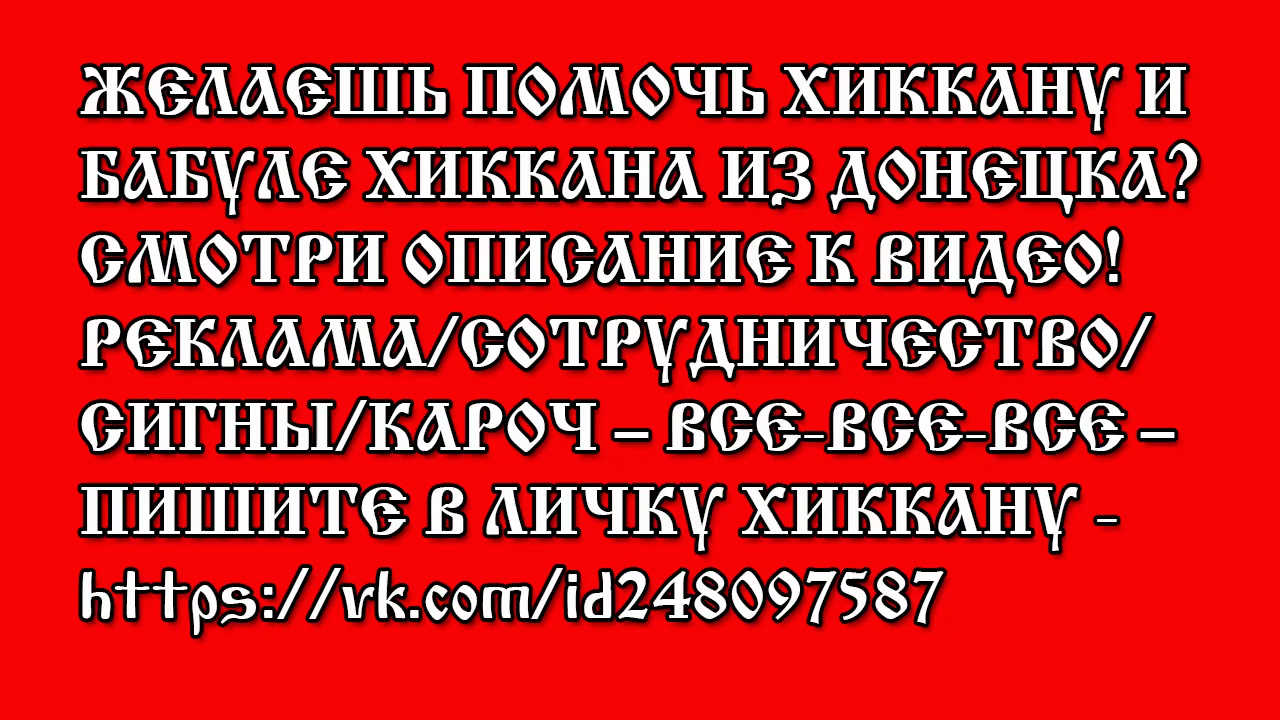 ЖЕЛАЕШЬ ПОМОЧЬ ХИККАНУ И
БАБУЛЕ ХИККАНА ИЗ ДОНЕЦКА?
СМОТРИ ОПИСАНИЕ К ВИДЕО!
РЕКЛАМА/СОТРУДНИЧЕСТВО/
СИГНЫ/КАРОЧ – ВСЕ-ВСЕ-ВСЕ –
ПИШИТЕ В ЛИЧКУ ХИККАНУ -
https://vk.com/id248097587